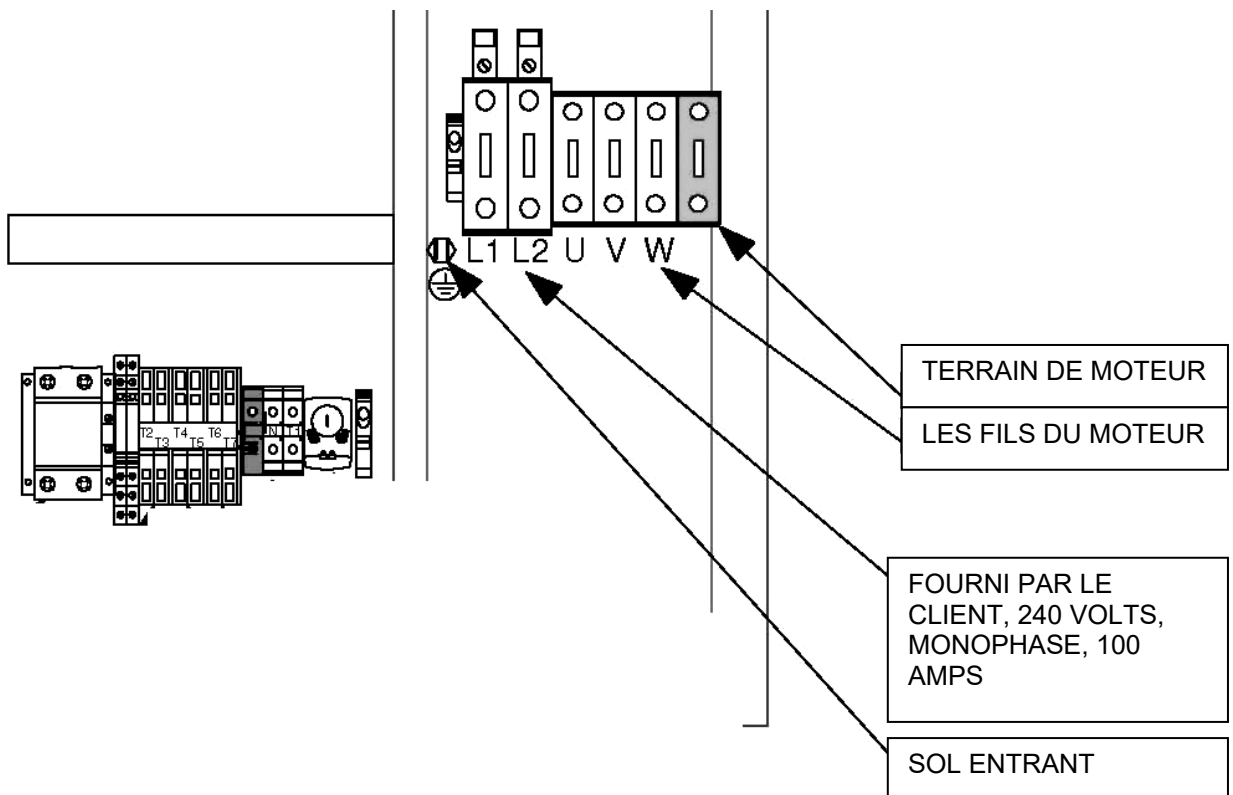 L1 L2 U V W
TERRAIN DE MOTEUR
LES FILS DU MOTEUR
T2 T4 T6
T3 T5 T7
N T1
FOURNI PAR LE
CLIENT, 240 VOLTS,
MONOPHASE, 100
AMPS
SOL ENTRANT